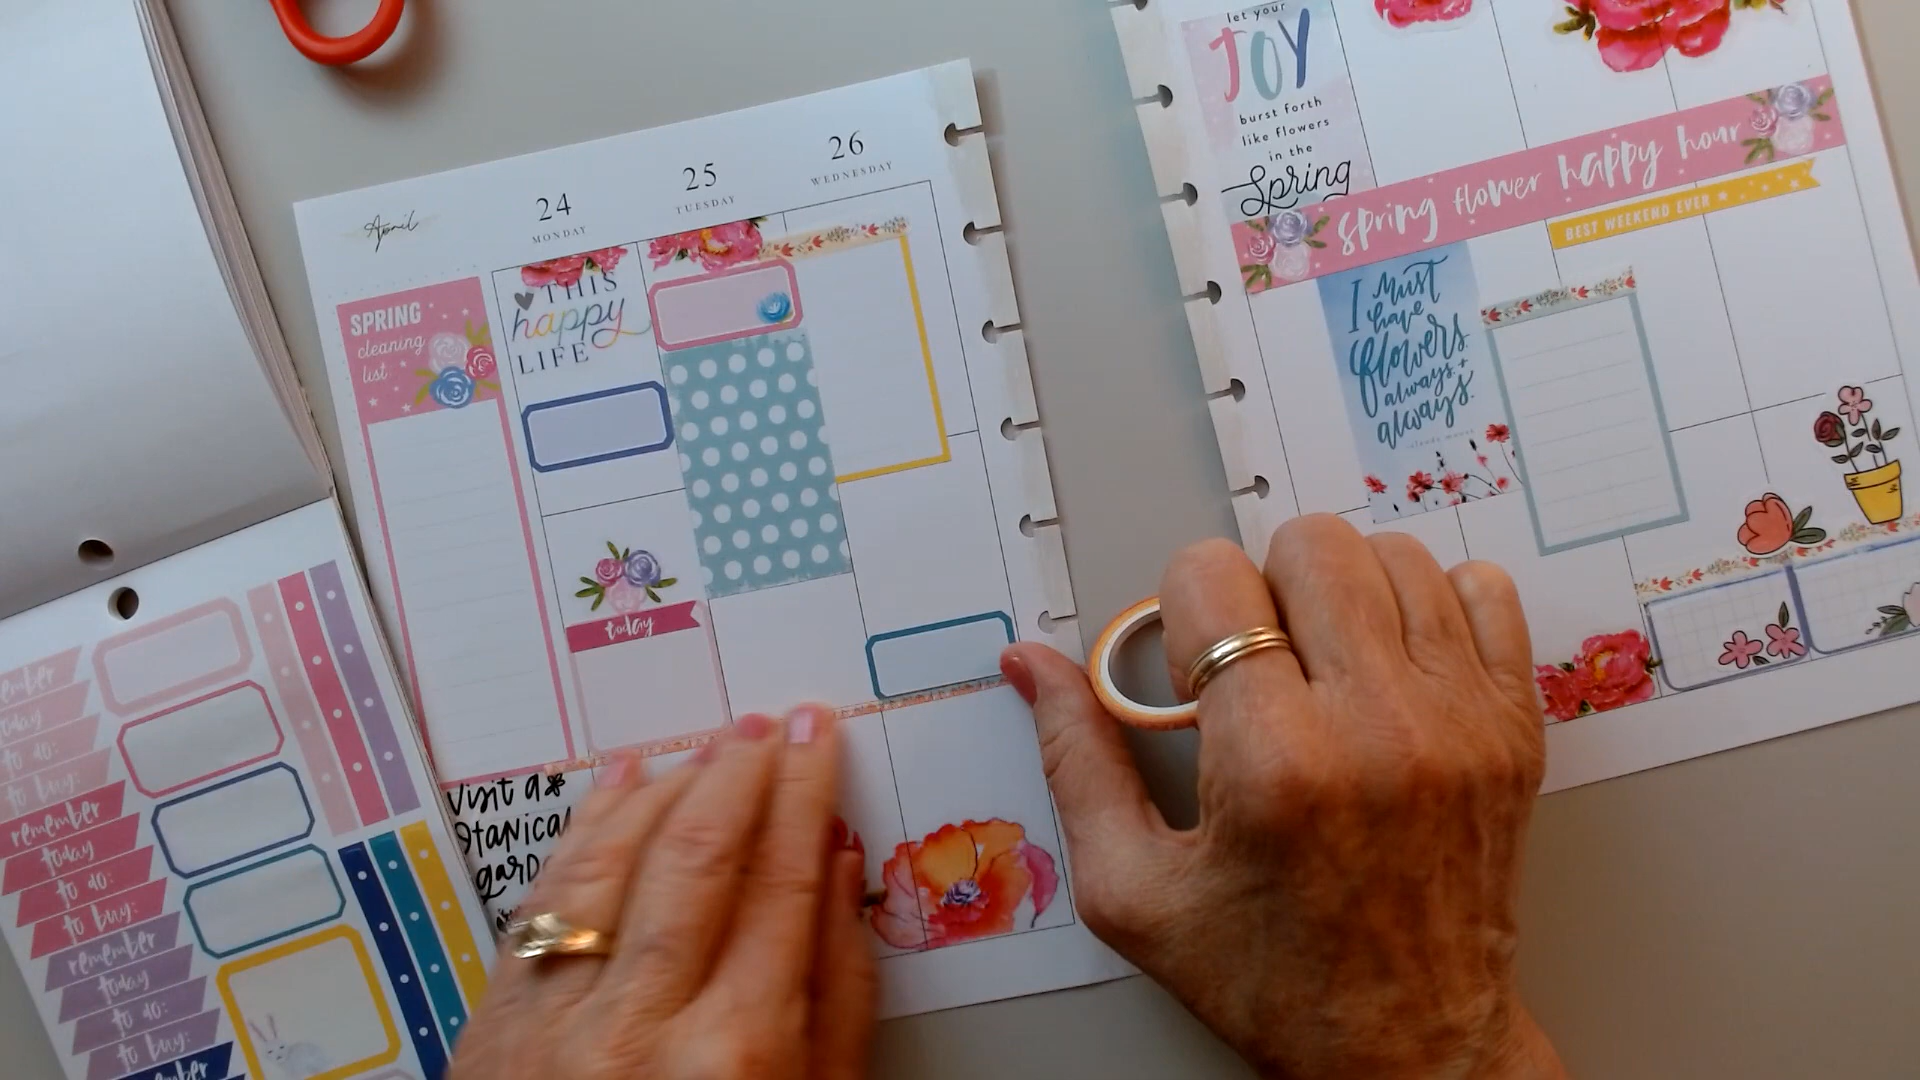 April
24
MONDAY
25
TUESDAY
26
WEDNESDAY
SPRING
cleaning
list:
THIS
happy
LIFE
today
Visit a
garde
let your
JOY
burst forth
like flowers
in the
Spring
spring flower happy hour
BEST WEEKEND EVER
I must
have
flowers
always +
always.
today
to do:
to buy:
remember
today
to do:
to buy:
remember
today
to do:
to buy: